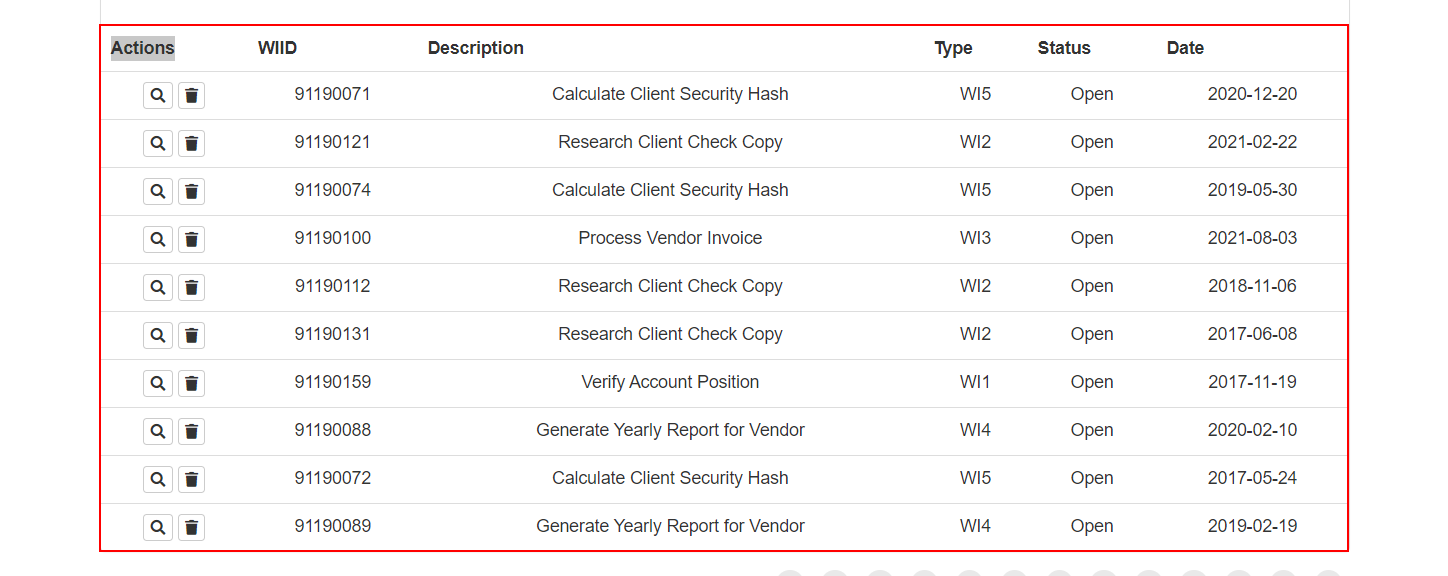 Actions WIID Description Type Status Date
91190071 Calculate Client Security Hash WI5 Open 2020-12-20
91190121 Research Client Check Copy WI2 Open 2021-02-22
91190074 Calculate Client Security Hash WI5 Open 2019-05-30
91190100 Process Vendor Invoice WI3 Open 2021-08-03
91190112 Research Client Check Copy WI2 Open 2018-11-06
91190131 Research Client Check Copy WI2 Open 2017-06-08
91190159 Verify Account Position WI1 Open 2017-11-19
91190088 Generate Yearly Report for Vendor WI4 Open 2020-02-10
91190072 Calculate Client Security Hash WI5 Open 2017-05-24
91190089 Generate Yearly Report for Vendor WI4 Open 2019-02-19